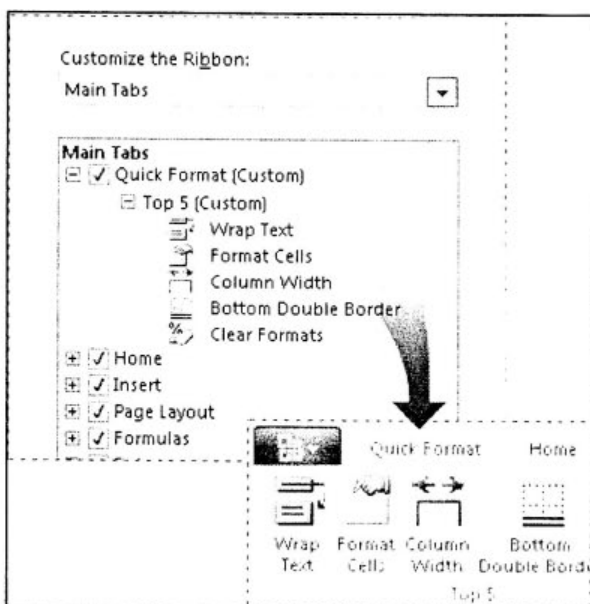 Customize the Ribbon:
Main Tabs
Main Tabs
Quick Format (Custom)
Top 5 (Custom)
Wrap Text
Format Cells
Column Width
Bottom Double Border
Clear Formats
Home
Insert
Page Layout
Formulas
Quick Format Home
Wrap Text
Format Cells
Column Width
Bottom Double Borde
Top 5